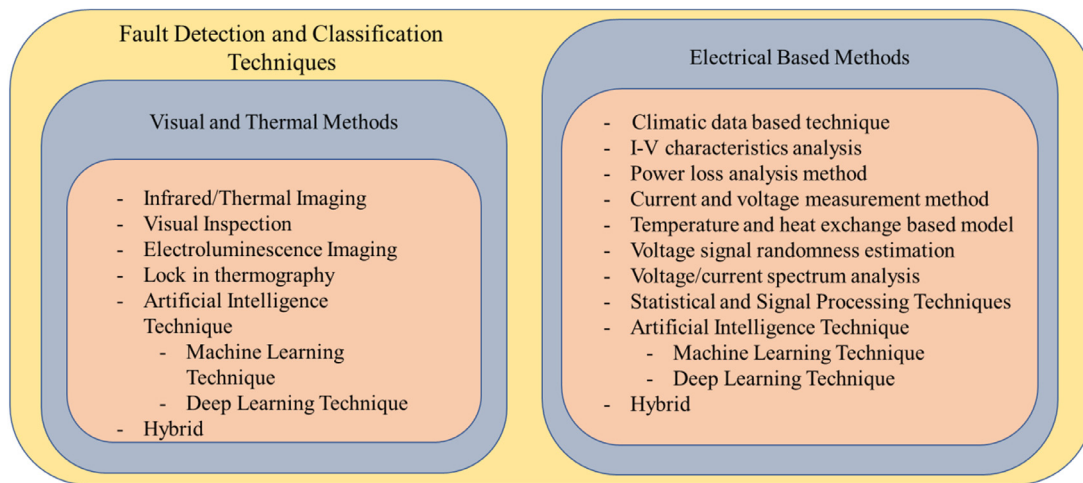 Fault Detection and Classification
Techniques
Visual and Thermal Methods
- Infrared/Thermal Imaging
- Visual Inspection
- Electroluminescence Imaging
- Lock in thermography
- Artificial Intelligence
Technique
- Machine Learning
Technique
- Deep Learning Technique
- Hybrid
Electrical Based Methods
- Climatic data based technique
- I-V characteristics analysis
- Power loss analysis method
- Current and voltage measurement method
- Temperature and heat exchange based model
- Voltage signal randomness estimation
- Voltage/current spectrum analysis
- Statistical and Signal Processing Techniques
- Artificial Intelligence Technique
- Machine Learning Technique
- Deep Learning Technique
- Hybrid